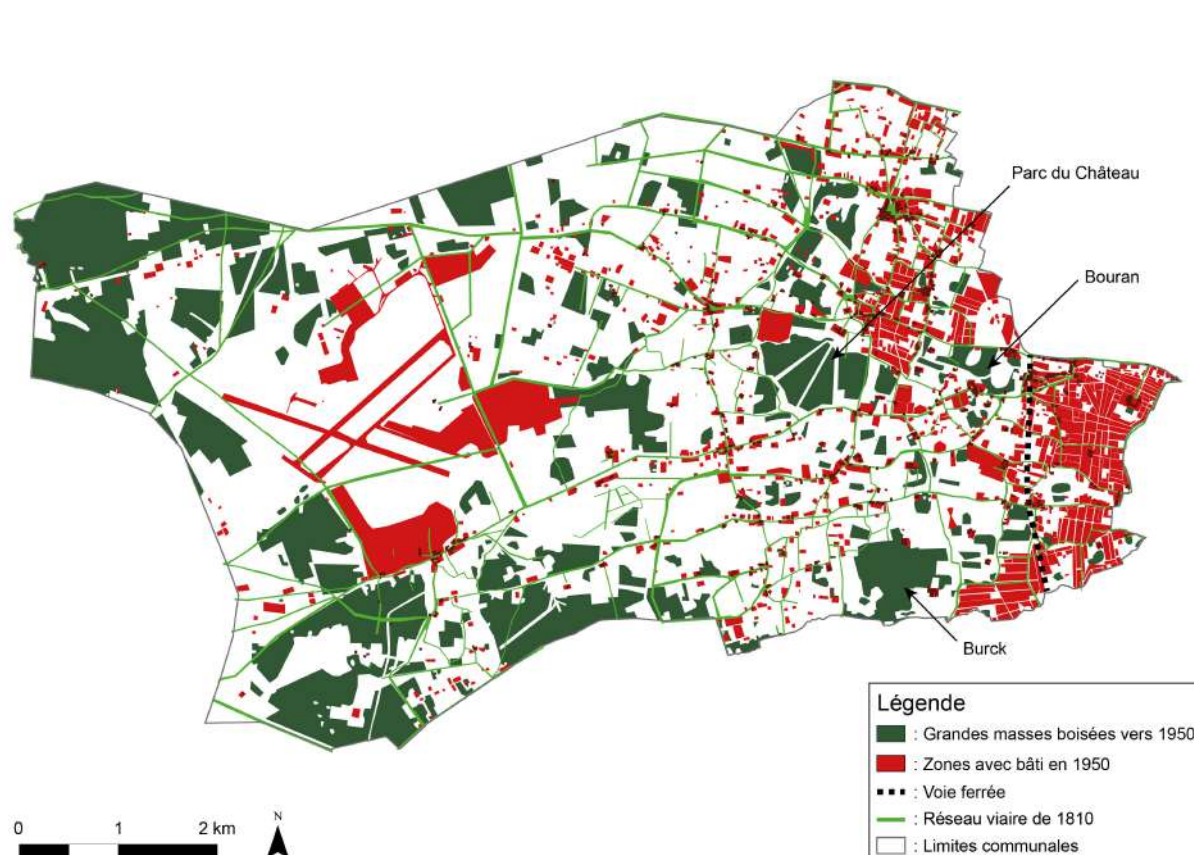 Parc du Château
Bouran
Burck
Légende
: Grandes masses boisées vers 1950
: Zones avec bâti en 1950
: Voie ferrée
: Réseau viaire de 1810
: Limites communales
0 1 2 km
N